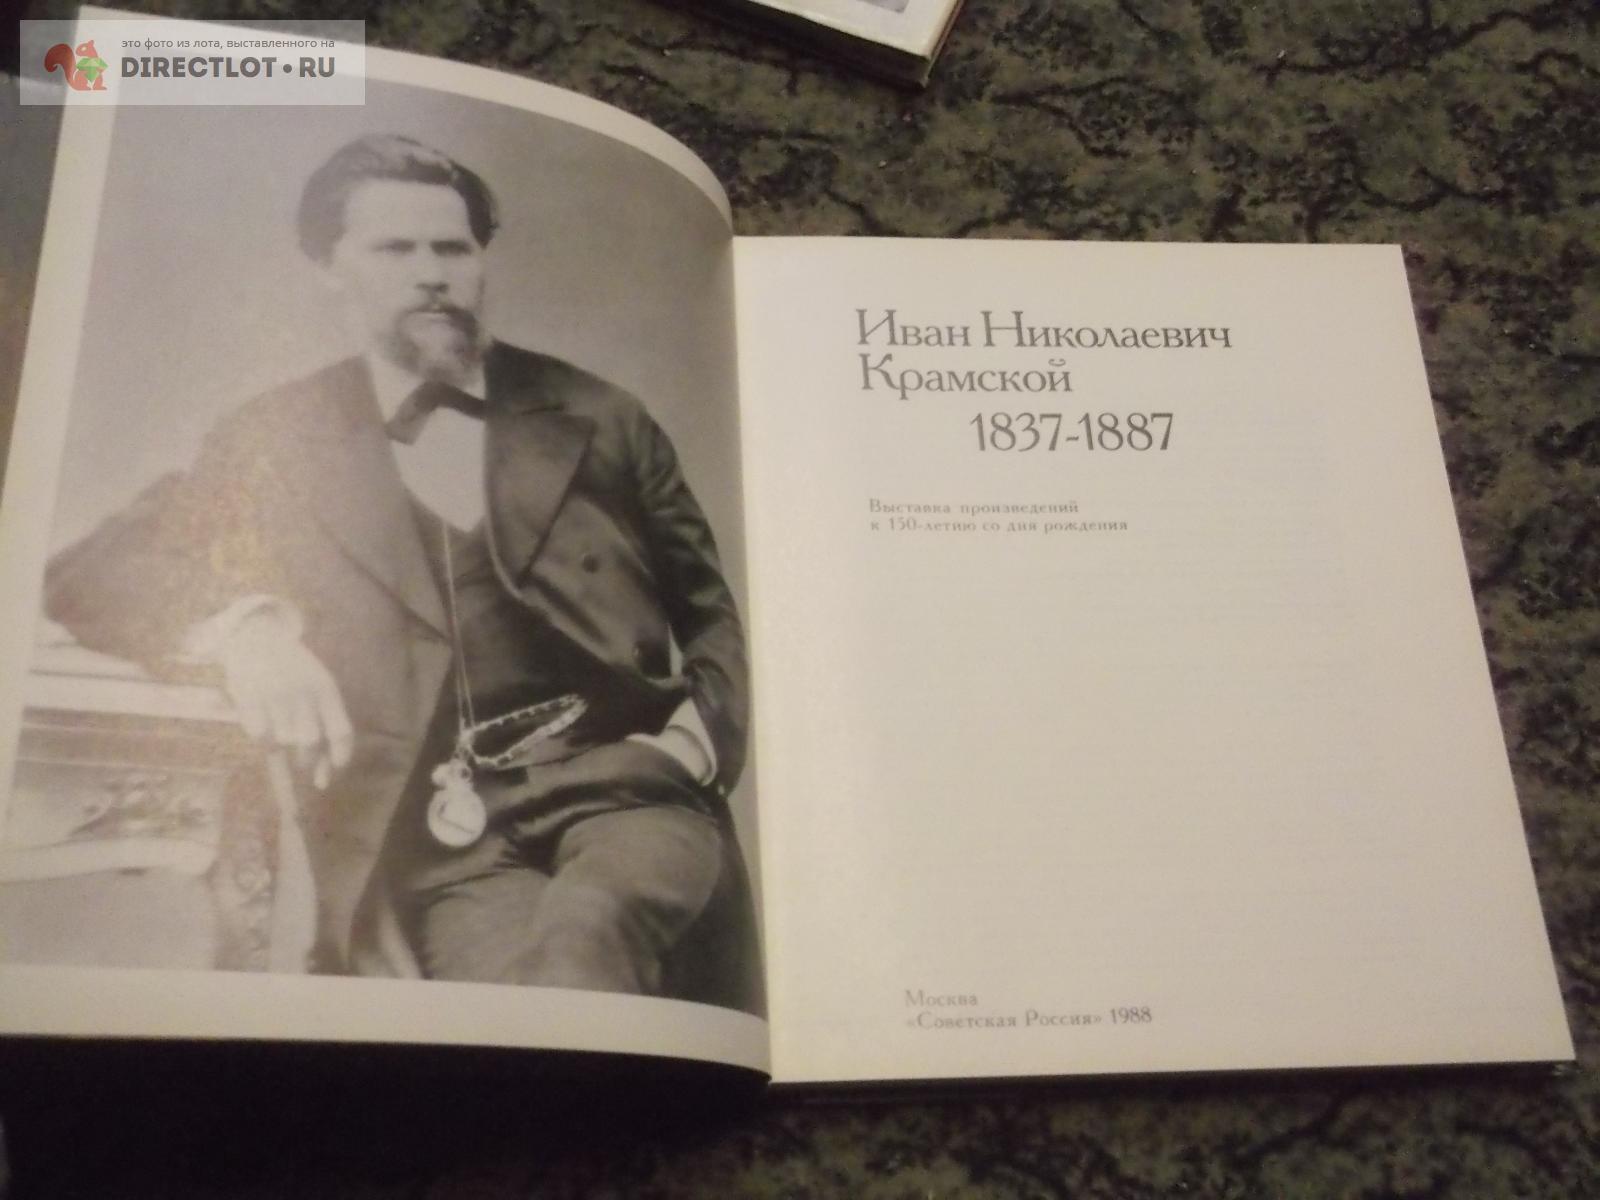 это фото из лота, выставленного на
DIRECTLOT•RU
Иван Николаевич
Крамской
1837-1887
Выставка произведений
к 150-летию со дня рождения
Москва
«Советская Россия» 1988